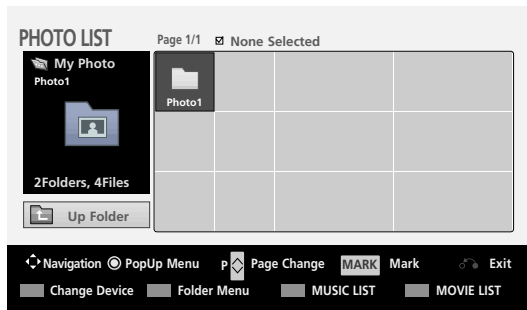 PHOTO LIST
Page 1/1 None Selected
My Photo
Photo1
Photo1
2Folders, 4Files
Up Folder
Navigation PopUp Menu P Page Change MARK Mark Exit
Change Device Folder Menu MUSIC LIST MOVIE LIST